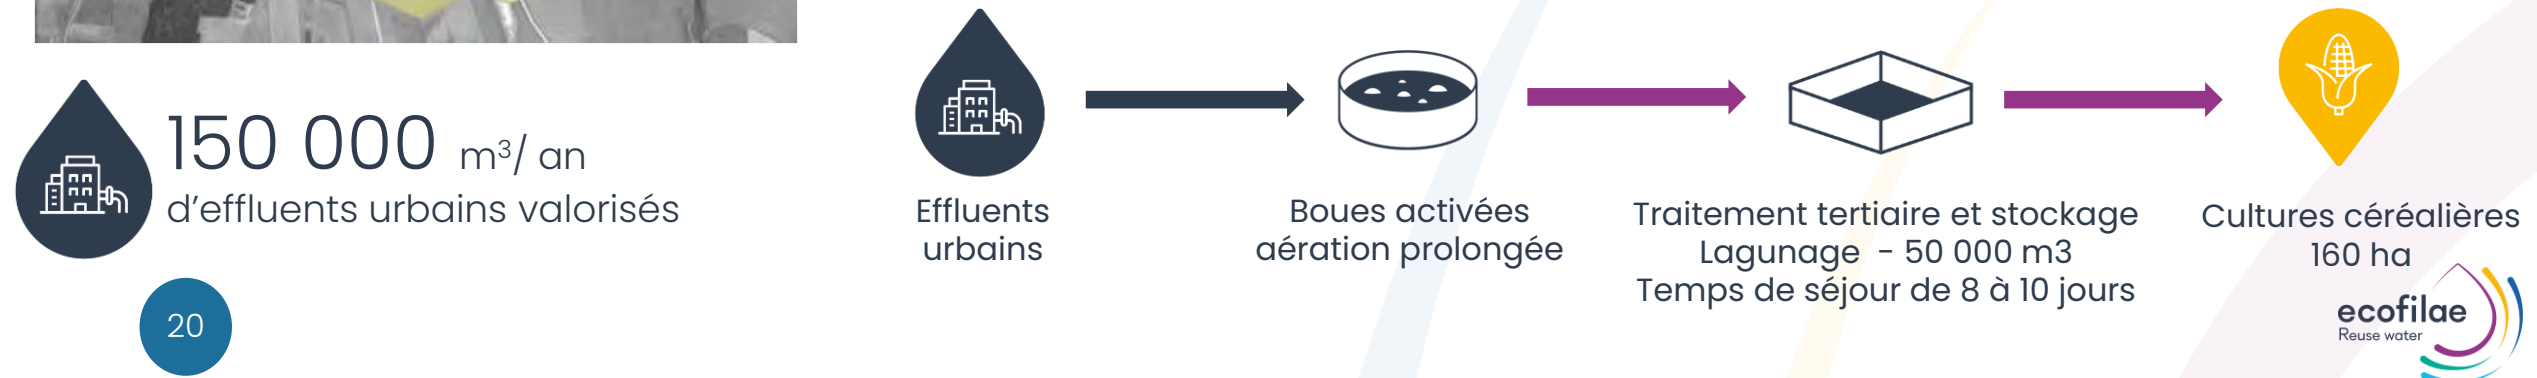 150 000 m³/ an
d’effluents urbains valorisés
20
Effluents
urbains
Boues activées
aération prolongée
Traitement tertiaire et stockage
Lagunage - 50 000 m3
Temps de séjour de 8 à 10 jours
Cultures céréalières
160 ha
ecofilae
Reuse water